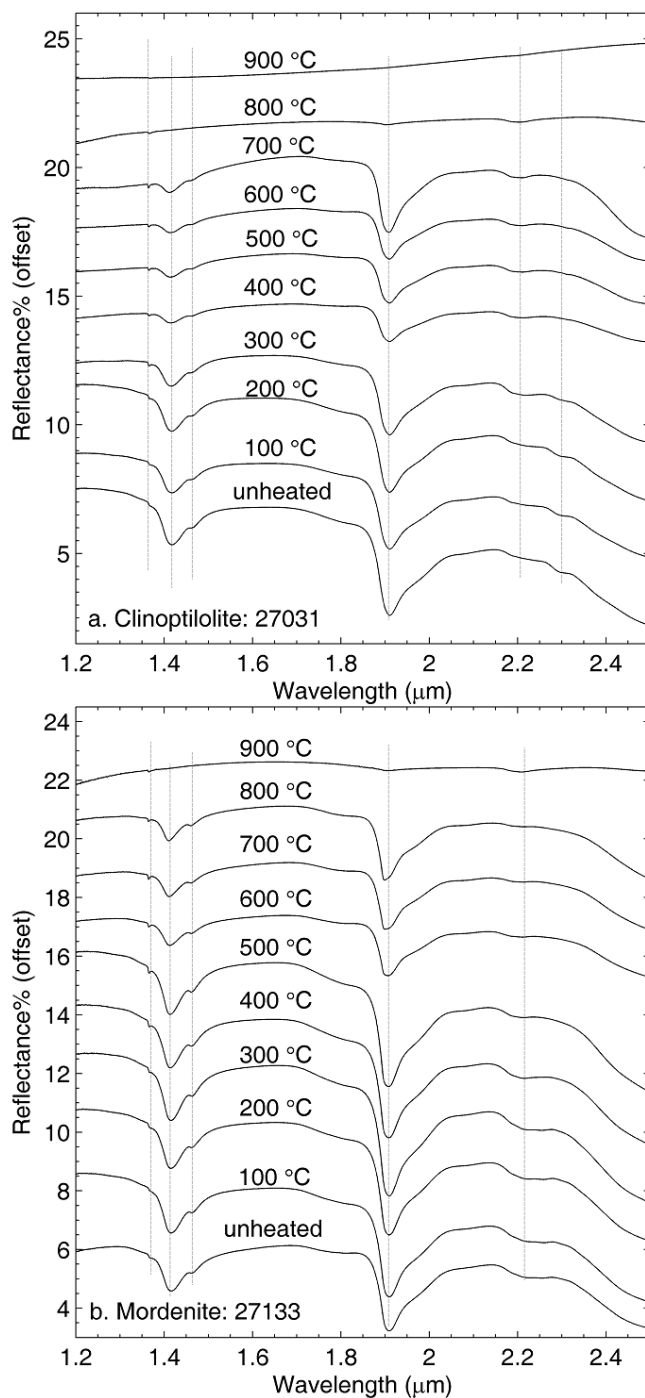 25
900 °C
800 °C
700 °C
20
600 °C
500 °C
15
400 °C
300 °C
200 °C
10
100 °C
unheated
5
Reflectance% (offset)
a. Clinoptilolite: 27031
1.2 1.4 1.6 1.8 2 2.2 2.4
Wavelength (μm)
24
900 °C
22
800 °C
20
700 °C
18
600 °C
16
500 °C
14
400 °C
12
300 °C
10
200 °C
8
100 °C
unheated
6
4
Reflectance% (offset)
b. Mordenite: 27133
1.2 1.4 1.6 1.8 2 2.2 2.4
Wavelength (μm)